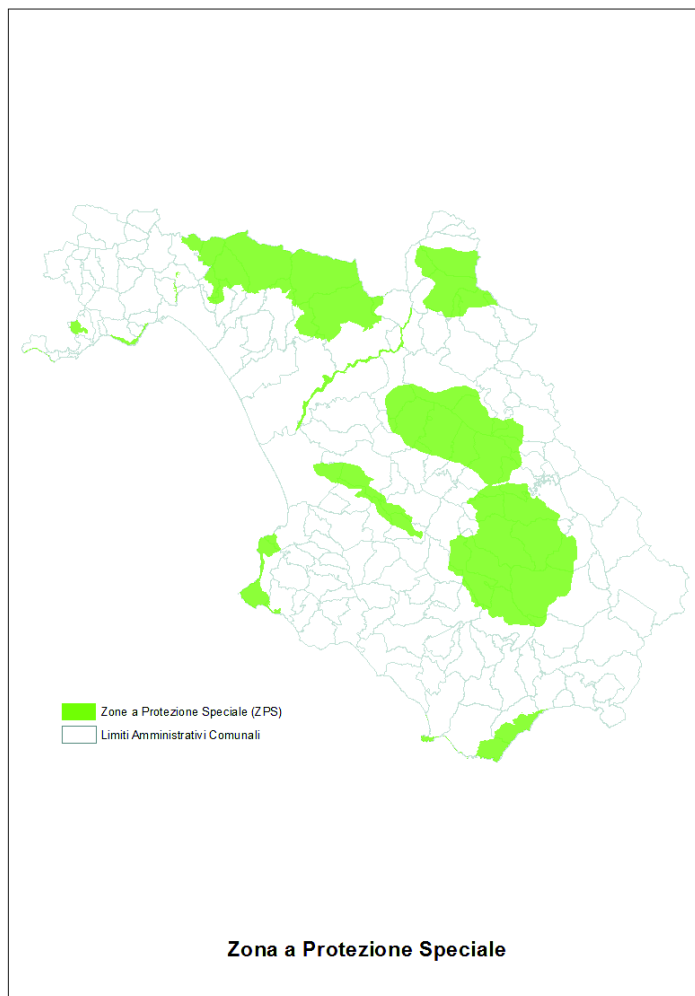 Zone a Protezione Speciale (ZPS)
Limiti Amministrativi Comunali
Zona a Protezione Speciale